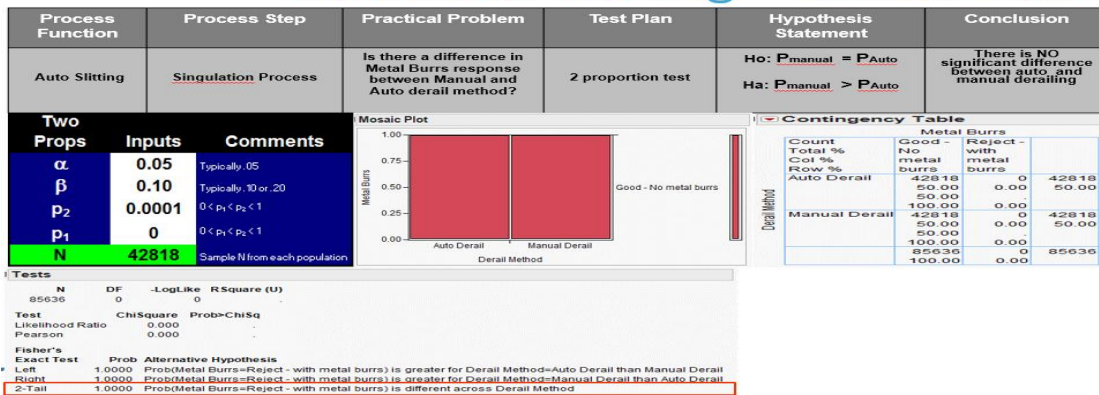 Process
Function
Process Step
Practical Problem
Test Plan
Hypothesis
Statement
Conclusion
Auto Slitting
Singulation Process
Is there a difference in
Metal Burrs response
between Manual and
Auto derail method?
2 proportion test
Ho: Pmanual = PAuto
Ha: Pmanual > PAuto
There is NO
significant difference
between auto and
manual derailing
Two
Props Inputs Comments
α 0.05 Typically .05
β 0.10 Typically .10 or .20
p2 0.0001 0 < p1 < p2 < 1
p1 0 0 < p1 < p2 < 1
N 42818 Sample N from each population
Mosaic Plot
1.00
0.75
0.50
0.25
0.00
Metal Burrs
Good - No metal burrs
Auto Derail Manual Derail
Derail Method
Contingency Table
Metal Burrs
Count Good - Reject -
Total % No with
Col % metal metal
Row % burrs burrs
Derail Method
Auto Derail 42818 0 42818
50.00 0.00 50.00
50.00 .
100.00 0.00
Manual Derail 42818 0 42818
50.00 0.00 50.00
50.00 .
100.00 0.00
85636 0 85636
100.00 0.00
Tests
N DF -LogLike RSquare (U)
85636 0 0 .
Test ChiSquare Prob>ChiSq
Likelihood Ratio 0.000 .
Pearson 0.000 .
Fisher's
Exact Test Prob Alternative Hypothesis
Left 1.0000 Prob(Metal Burrs=Reject - with metal burrs) is greater for Derail Method=Auto Derail than Manual Derail
Right 1.0000 Prob(Metal Burrs=Reject - with metal burrs) is greater for Derail Method=Manual Derail than Auto Derail
2-Tail 1.0000 Prob(Metal Burrs=Reject - with metal burrs) is different across Derail Method